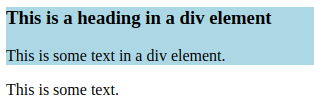 This is a heading in a div element
This is some text in a div element.
This is some text.